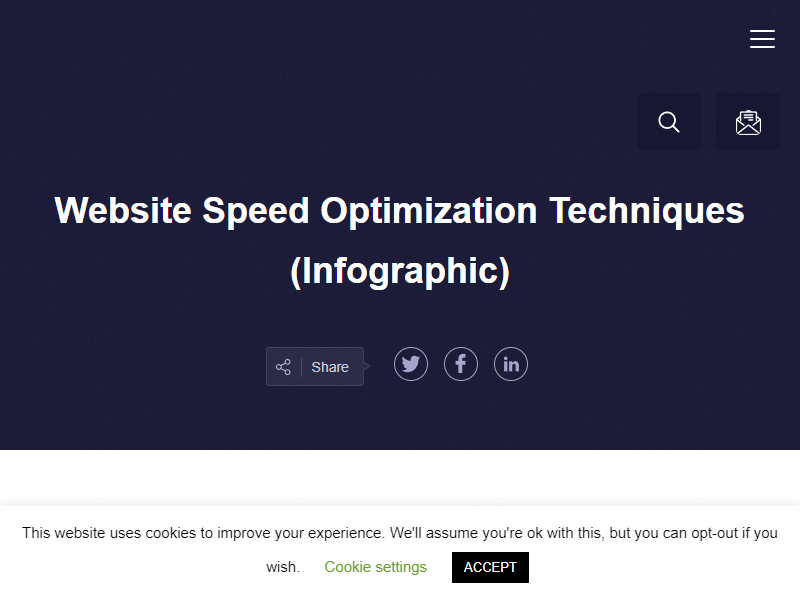 Website Speed Optimization Techniques
(Infographic)
Share
This website uses cookies to improve your experience. We'll assume you're ok with this, but you can opt-out if you
wish. Cookie settings ACCEPT